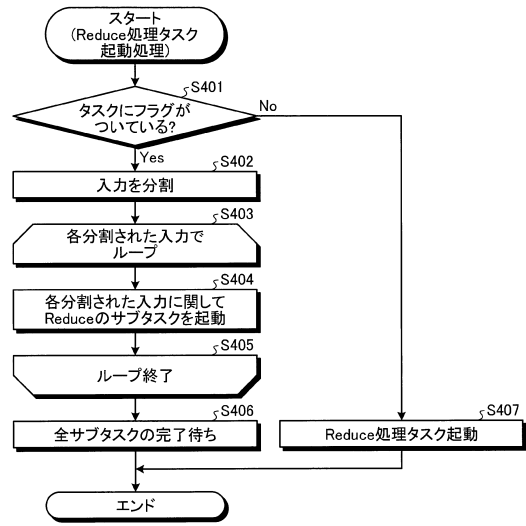 スタート
(Reduce処理タスク
起動処理)
S401
タスクにフラグが
ついている?
No
Yes
S402
入力を分割
S403
各分割された入力で
ループ
S404
各分割された入力に関して
Reduceのサブタスクを起動
S405
ループ終了
S406
全サブタスクの完了待ち
S407
Reduce処理タスク起動
エンド